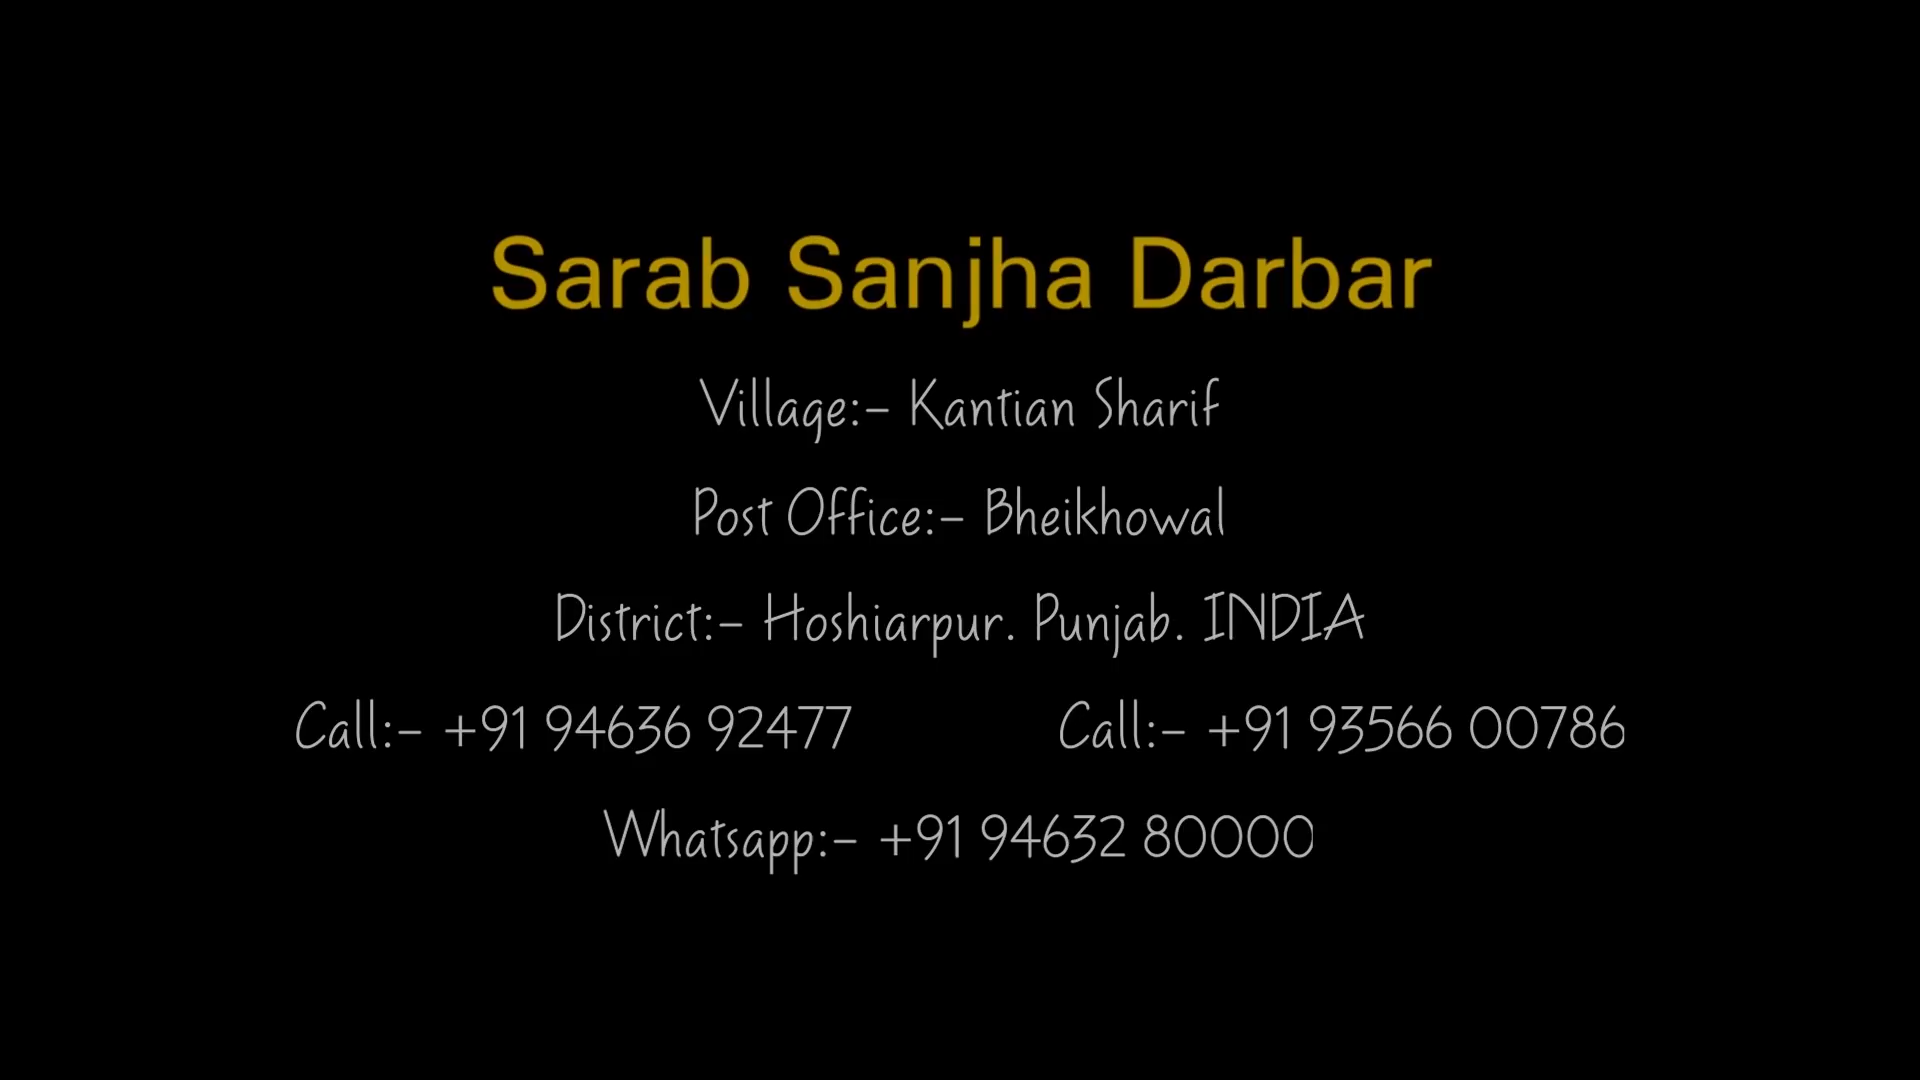 Sarab Sanjha Darbar
Village:- Kantian Sharif
Post Office:- Bheikhowal
District:- Hoshiarpur. Punjab. INDIA
Call:- +91 94636 92477 Call:- +91 93566 00786
Whatsapp:- +91 94632 80000